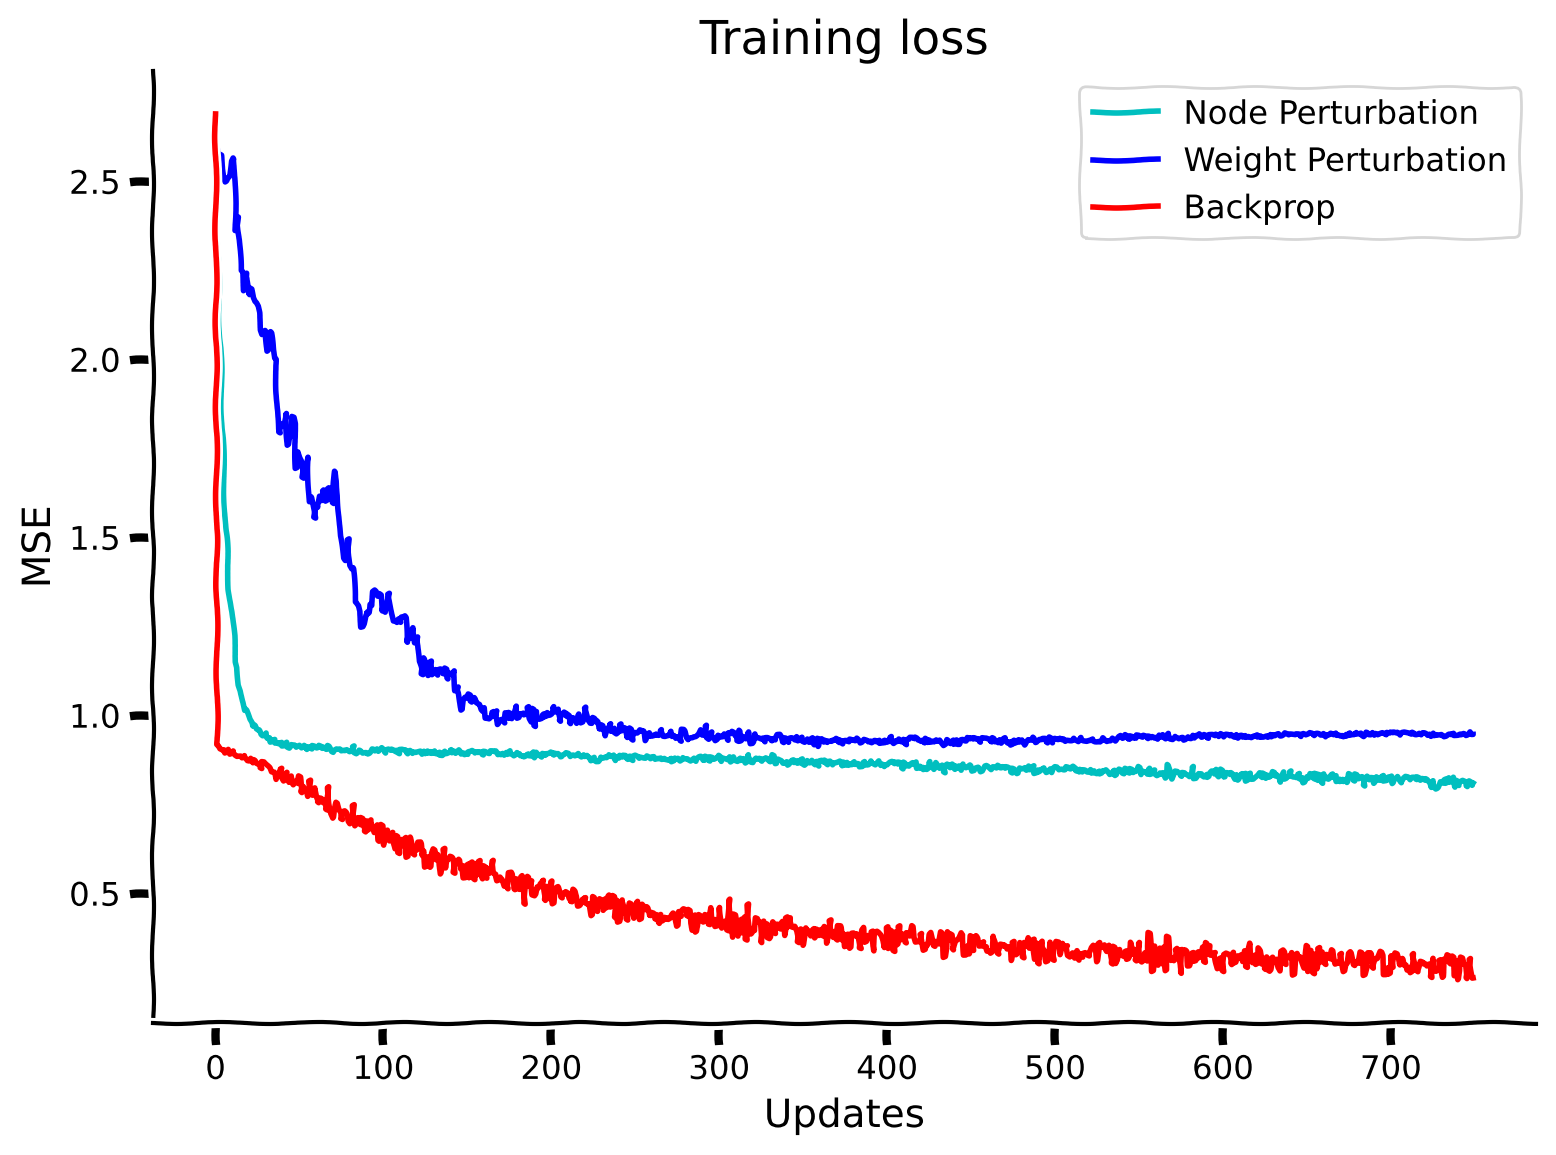 Training loss
Node Perturbation
Weight Perturbation
Backprop
MSE
2.5
2.0
1.5
1.0
0.5
0 100 200 300 400 500 600 700
Updates